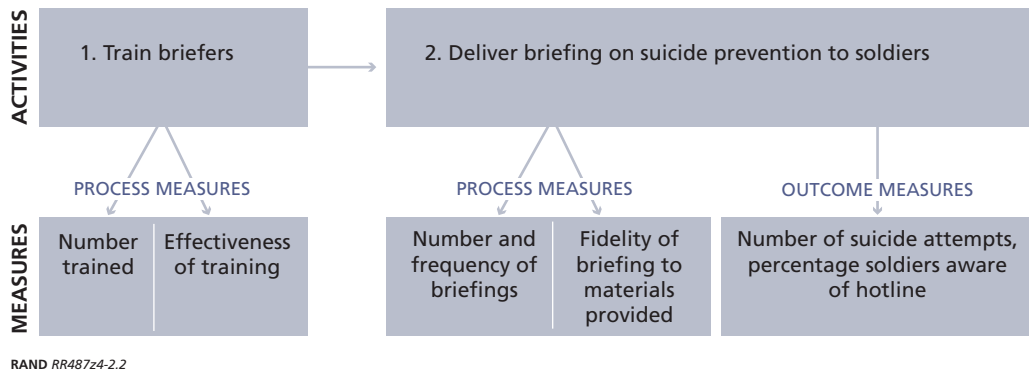 ACTIVITIES
1. Train briefers
2. Deliver briefing on suicide prevention to soldiers
PROCESS MEASURES
PROCESS MEASURES
OUTCOME MEASURES
MEASURES
Number
trained
Effectiveness
of training
Number and
frequency of
briefings
Fidelity of
briefing to
materials
provided
Number of suicide attempts,
percentage soldiers aware
of hotline
RAND RR487z4-2.2